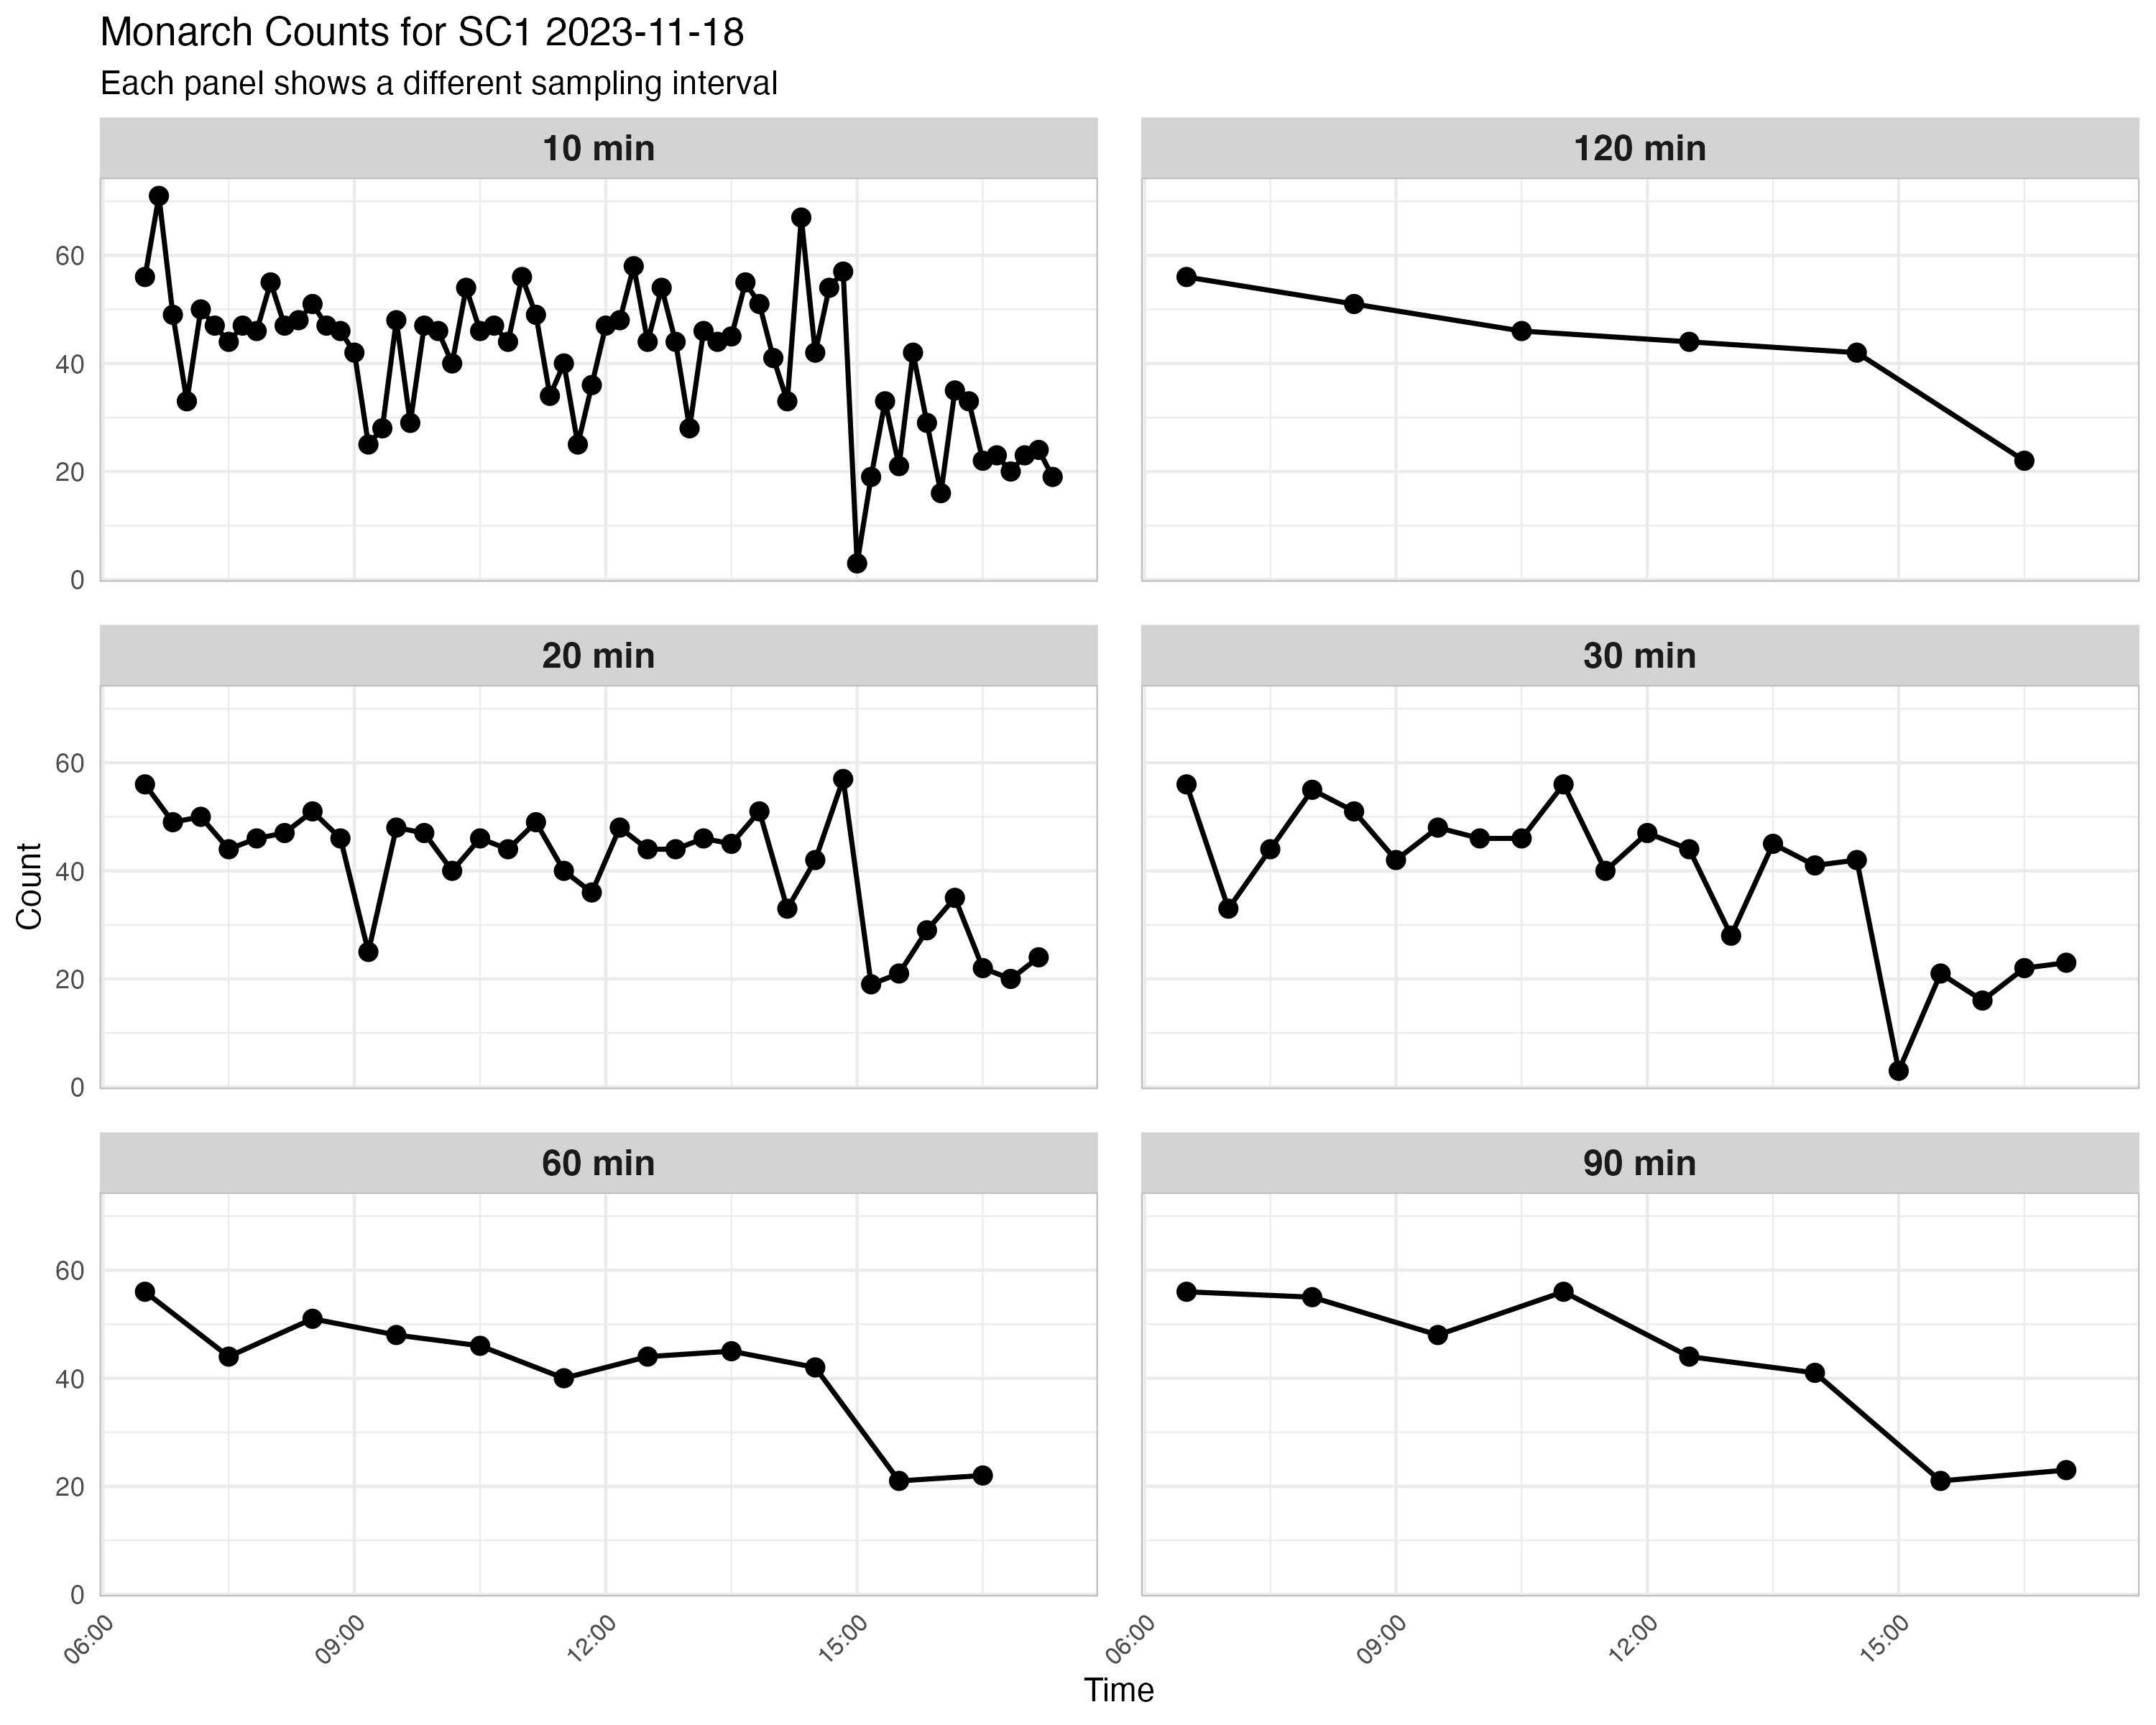 Monarch Counts for SC1 2023-11-18
Each panel shows a different sampling interval
10 min
120 min
60
40
20
0
20 min
30 min
60
40
20
0
Count
60 min
90 min
60
40
20
0
06:00
09:00
12:00
15:00
06:00
09:00
12:00
15:00
Time